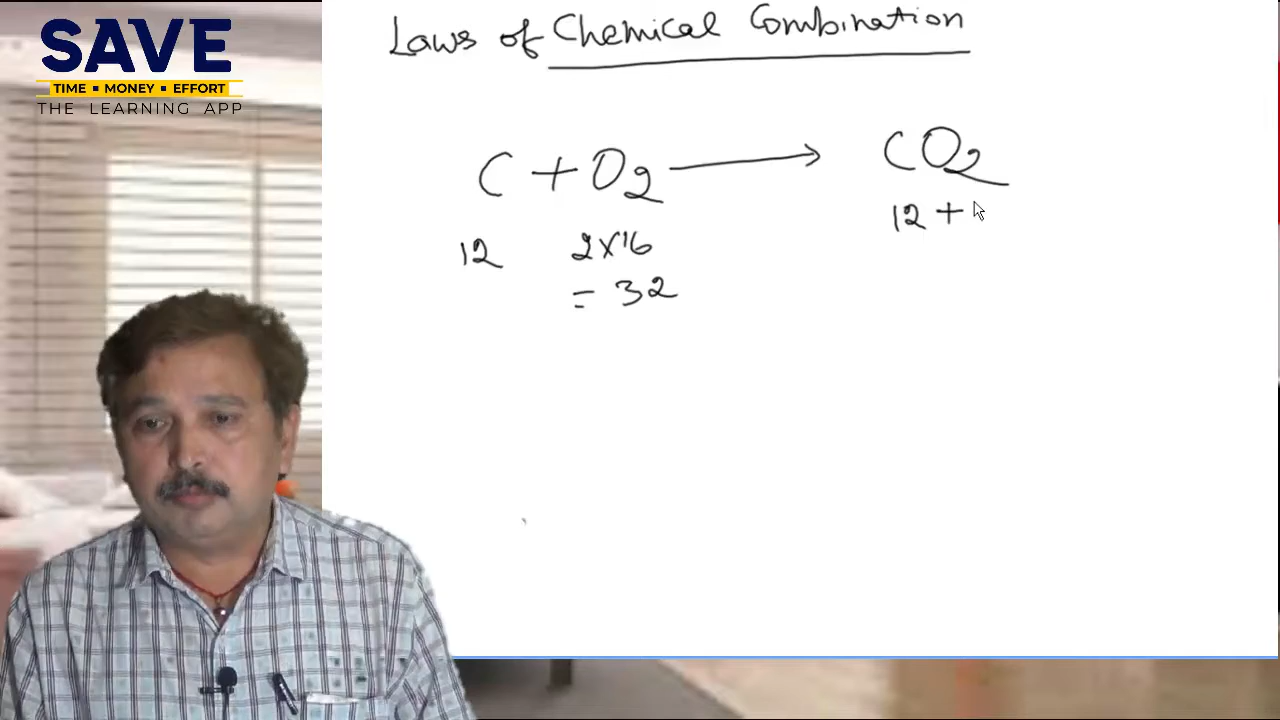 SAVE
TIME ▪ MONEY ▪ EFFORT
THE LEARNING APP
Laws of Chemical Combination
C + O2 ⟶ CO2
12 +
12 2×16
= 32